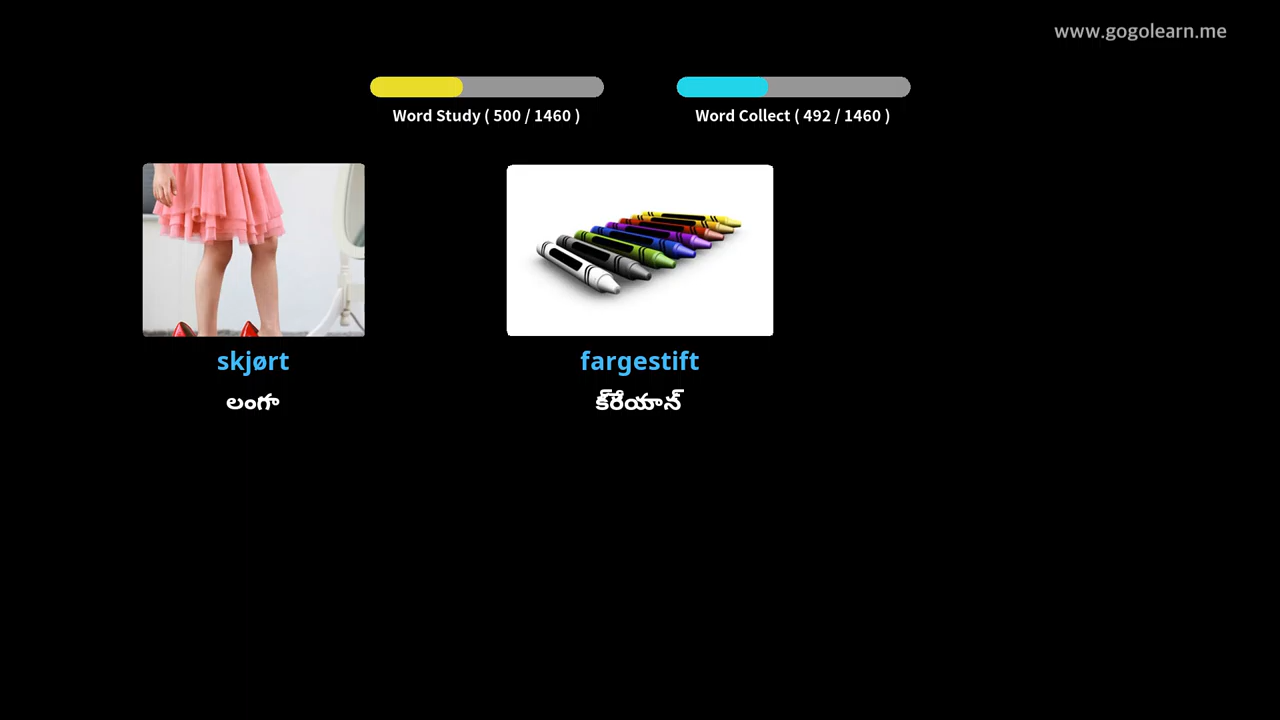 www.gogolearn.me
Word Study ( 500 / 1460 )
Word Collect ( 492 / 1460 )
skjørt
fargestift
లంగా
క్రేయాన్